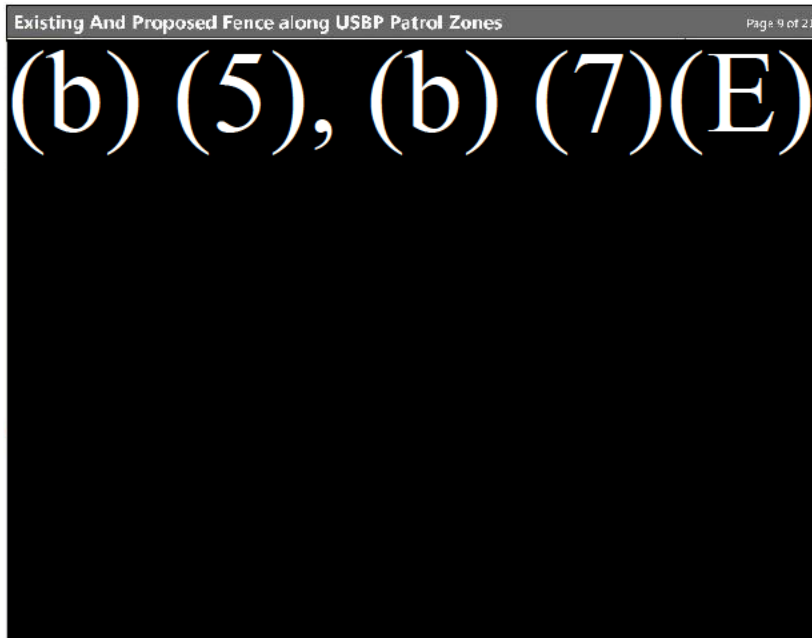 Existing And Proposed Fence along USBP Patrol Zones
Page 9 of 21
(b) (5), (b) (7)(E)